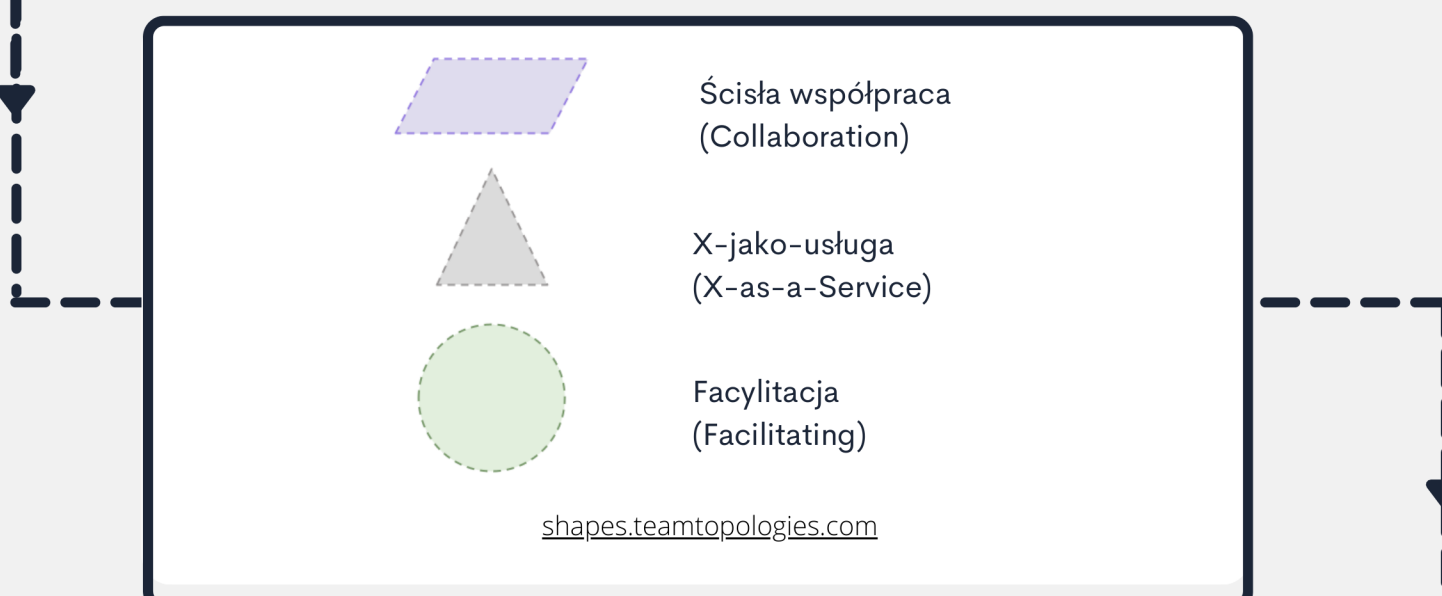 Ścisła współpraca
(Collaboration)
X-jako-usługa
(X-as-a-Service)
Facylitacja
(Facilitating)
shapes.teamtopologies.com